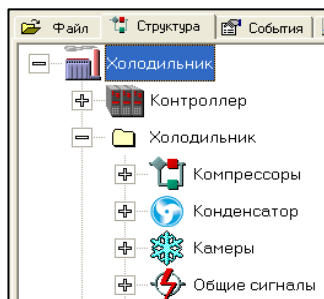 Файл Структура События
Холодильник
Контроллер
Холодильник
Компрессоры
Конденсатор
Камеры
Общие сигналы